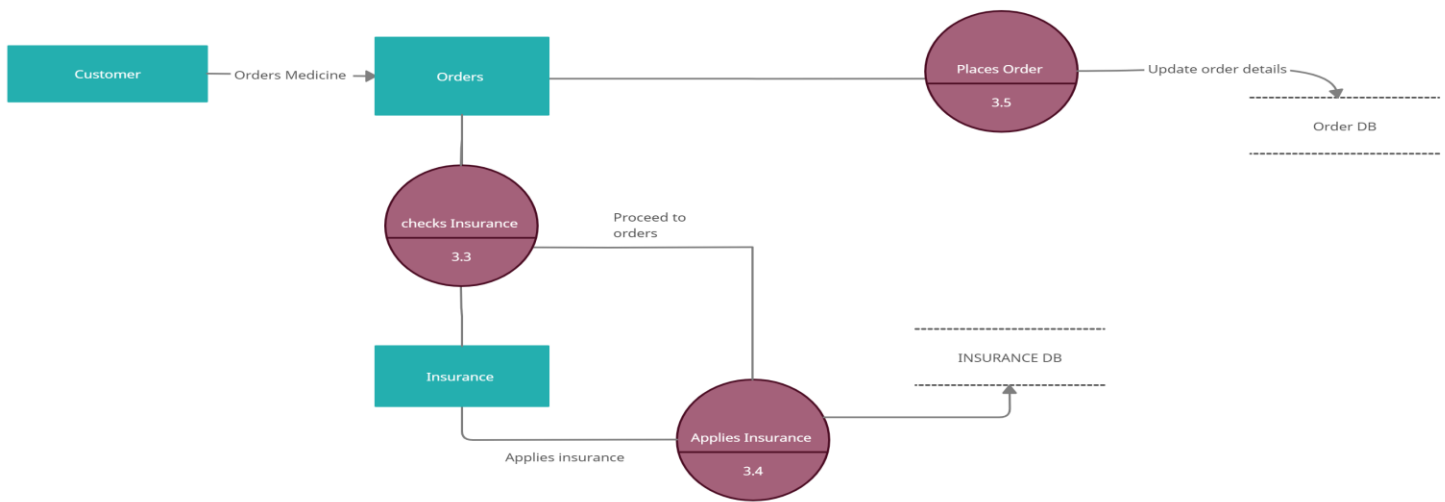 Customer
Orders Medicine
Orders
Places Order
3.5
Update order details
Order DB
checks Insurance
3.3
Proceed to
orders
Insurance
INSURANCE DB
Applies insurance
Applies Insurance
3.4